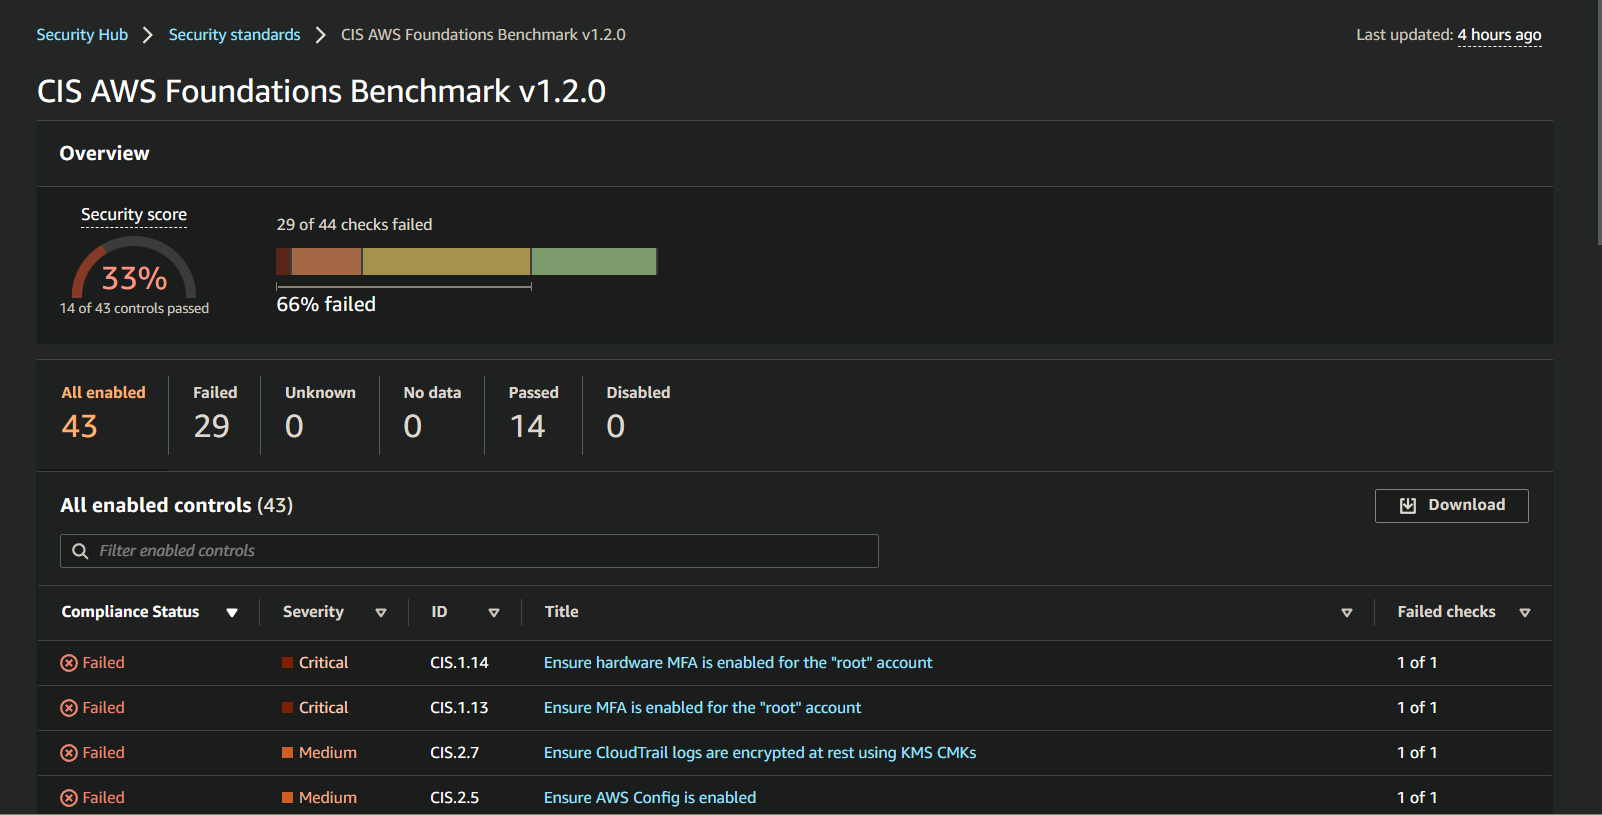 Security Hub > Security standards > CIS AWS Foundations Benchmark v1.2.0 Last updated: 4 hours ago
CIS AWS Foundations Benchmark v1.2.0
Overview
Security score
29 of 44 checks failed
33%
14 of 43 controls passed
66% failed
All enabled Failed Unknown No data Passed Disabled
43 29 0 0 14 0
All enabled controls (43) Download
Filter enabled controls
Compliance Status Severity ID Title Failed checks
Failed Critical CIS.1.14 Ensure hardware MFA is enabled for the "root" account 1 of 1
Failed Critical CIS.1.13 Ensure MFA is enabled for the "root" account 1 of 1
Failed Medium CIS.2.7 Ensure CloudTrail logs are encrypted at rest using KMS CMKs 1 of 1
Failed Medium CIS.2.5 Ensure AWS Config is enabled 1 of 1